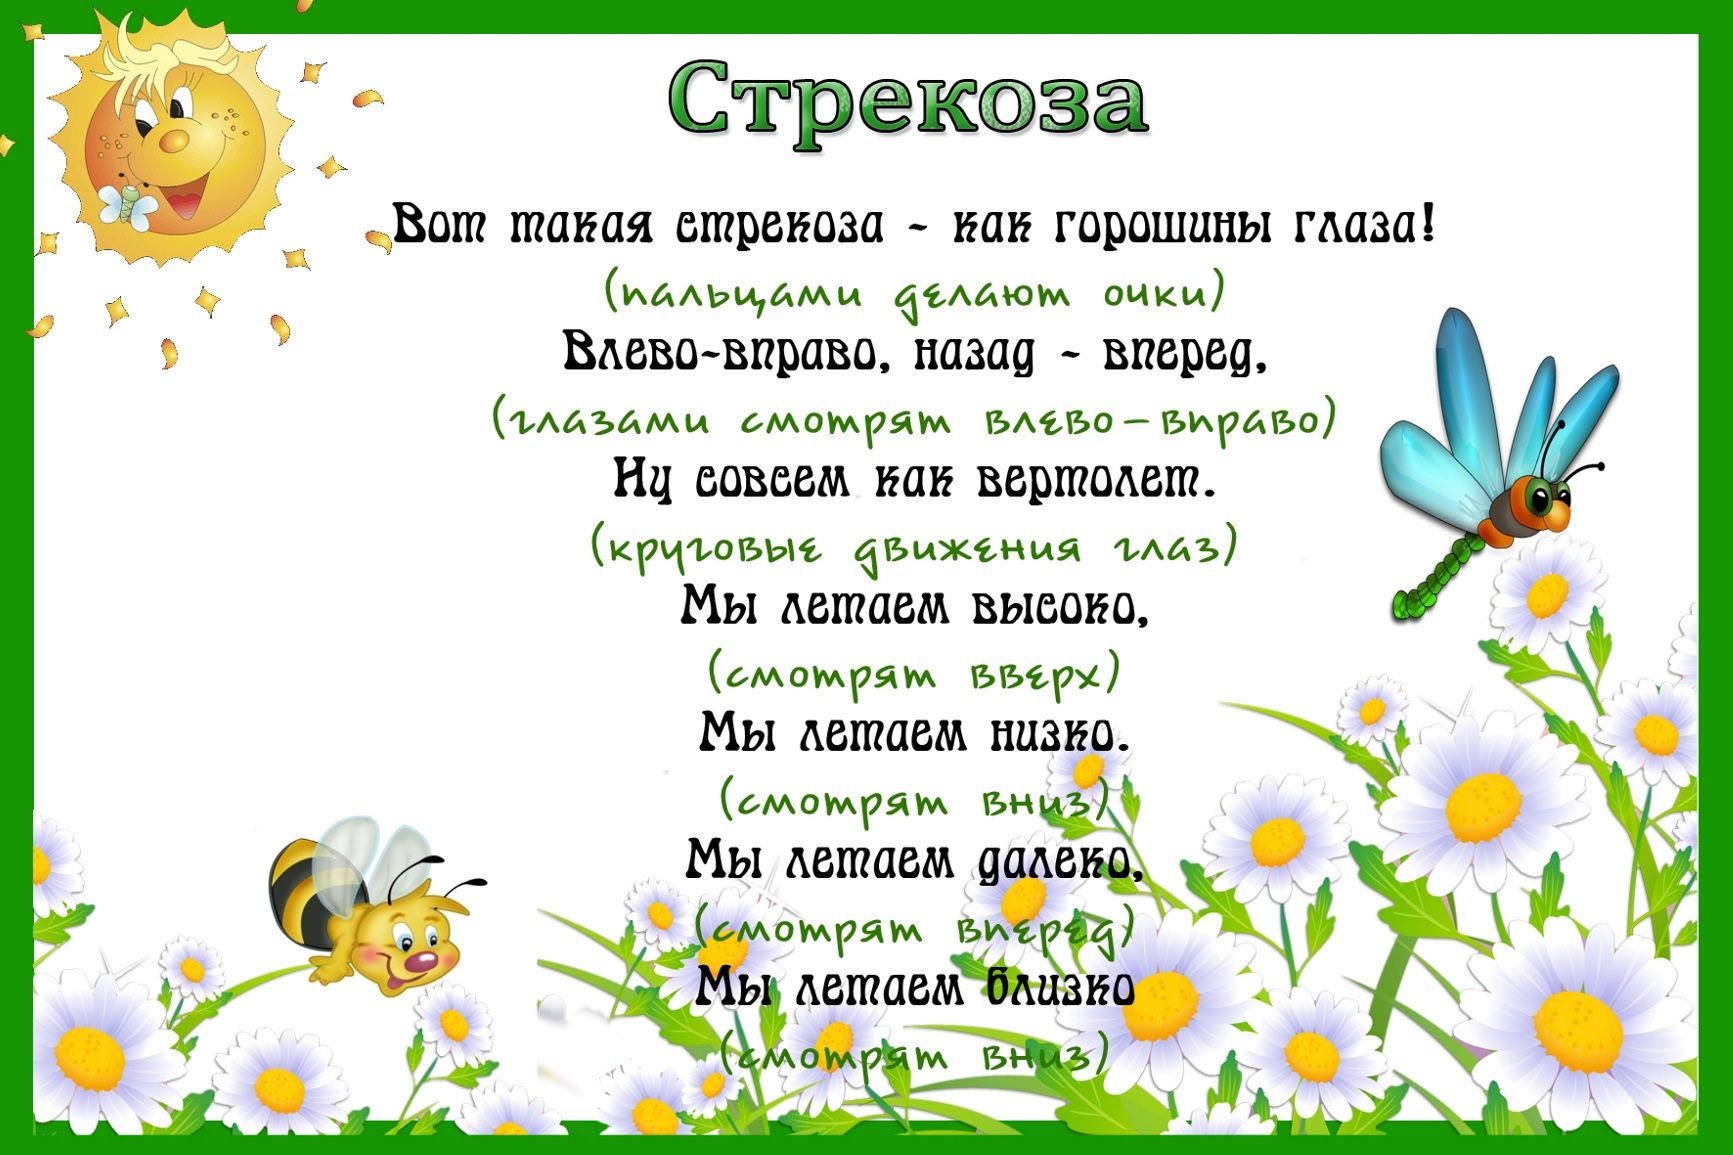 Стрекоза
Вот такая стрекоза - как горошины глаза!
(пальцами делают очки)
Влево-вправо, назад - вперед,
(глазами смотрят влево–вправо)
Ну совсем как вертолет.
(круговые движения глаз)
Мы летаем высоко,
(смотрят вверх)
Мы летаем низко.
(смотрят вниз)
Мы летаем далеко,
(смотрят вперед)
Мы летаем близко
(смотрят вниз)